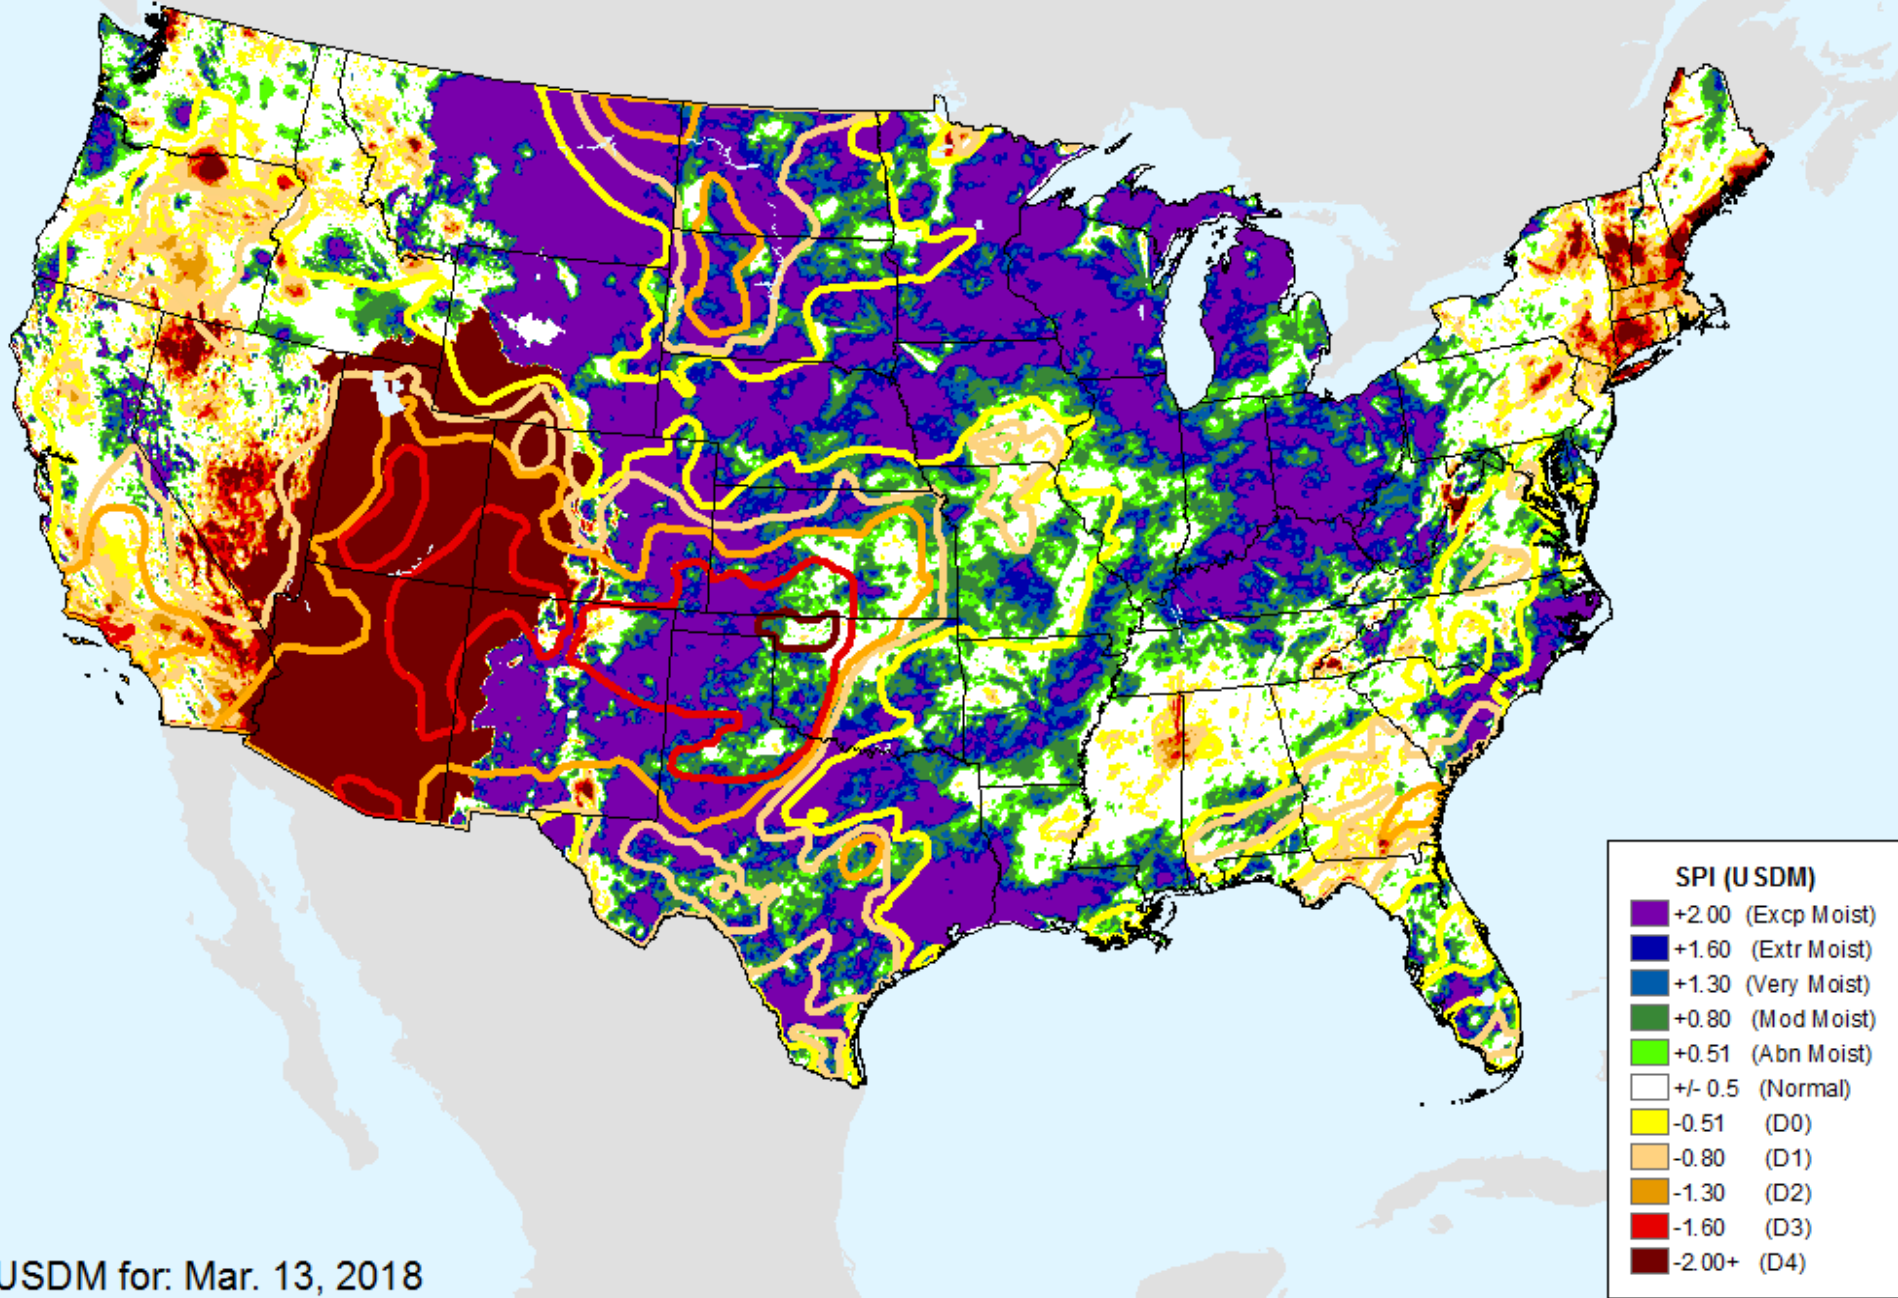 SPI (USDM)
+2.00 (Excp Moist)
+1.60 (Extr Moist)
+1.30 (Very Moist)
+0.80 (Mod Moist)
+0.51 (Abn Moist)
+/- 0.5 (Normal)
-0.51 (D0)
-0.80 (D1)
-1.30 (D2)
-1.60 (D3)
-2.00+ (D4)
USDM for: Mar. 13, 2018